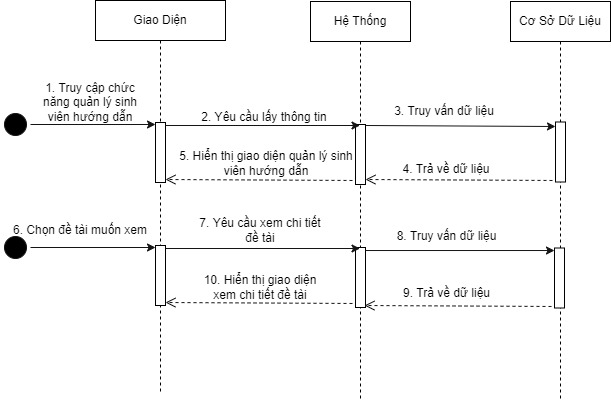 Giao Diện
Hệ Thống
Cơ Sở Dữ Liệu
1. Truy cập chức
năng quản lý sinh
viên hướng dẫn
2. Yêu cầu lấy thông tin
3. Truy vấn dữ liệu
5. Hiển thị giao diện quản lý sinh
viên hướng dẫn
4. Trả về dữ liệu
6. Chọn đề tài muốn xem
7. Yêu cầu xem chi tiết
đề tài
8. Truy vấn dữ liệu
10. Hiển thị giao diện
xem chi tiết đề tài
9. Trả về dữ liệu